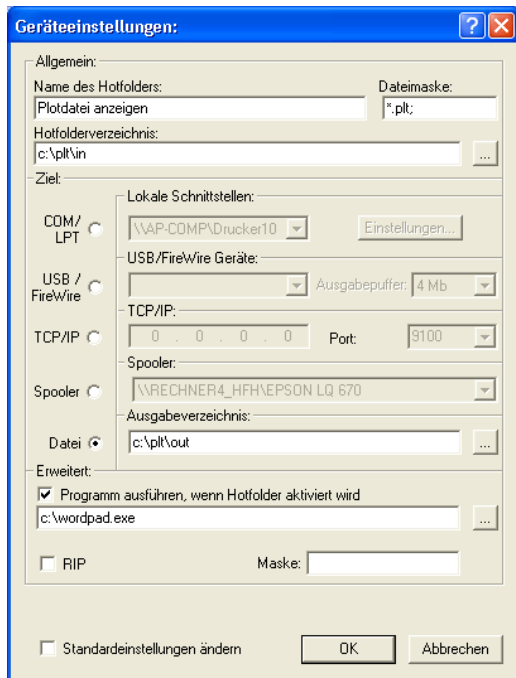 Geräteeinstellungen:
Allgemein:
Name des Hotfolders: Dateimaske:
Plotdatei anzeigen *.plt;
Hotfolderverzeichnis:
c:\plt\in ...
Ziel:
Lokale Schnittstellen:
COM/
LPT
\\AP-COMP\Drucker10 Einstellungen...
USB/FireWire Geräte:
USB /
FireWire
Ausgabepuffer: 4 Mb
TCP/IP:
TCP/IP 0 . 0 . 0 . 0 Port: 9100
Spooler:
Spooler \\RECHNER4_HFH\EPSON LQ 670
Ausgabeverzeichnis:
Datei c:\plt\out ...
Erweitert:
Programm ausführen, wenn Hotfolder aktiviert wird
c:\wordpad.exe ...
RIP Maske:
Standardeinstellungen ändern OK Abbrechen